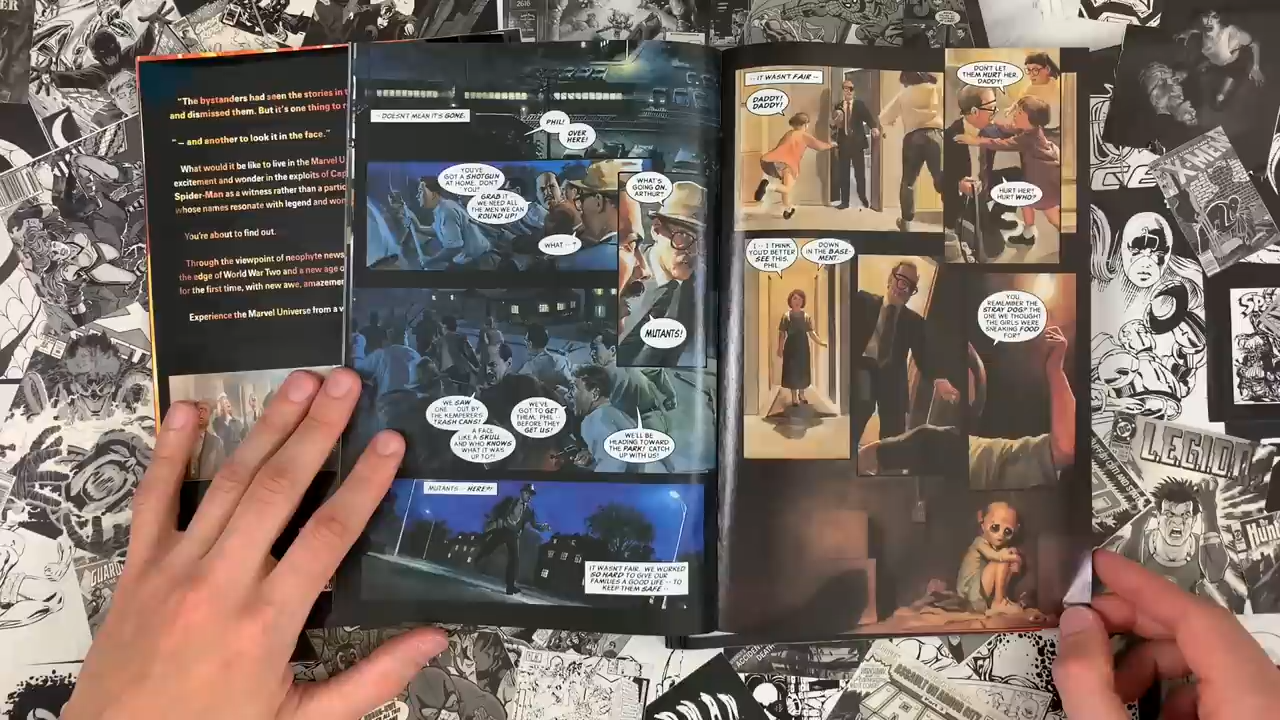 "The bystanders had seen the stories in
and dismissed them. But it's one thing to
"— and another to look it in the face."
What would it be like to live in the Marvel U
excitement and wonder in the exploits of Cap
Spider-Man as a witness rather than a partic
whose names resonate with legend and won
You're about to find out.
Through the viewpoint of neophyte news
the edge of World War Two and a new age o
for the first time, with new awe, amazemen
Experience the Marvel Universe from a
-- DOESN'T MEAN IT'S GONE.
PHIL!
OVER
HERE!
YOU'VE
GOT A SHOTGUN
AT HOME, DON'T
YOU?
GRAB IT --
WE NEED ALL
THE MEN WE CAN
ROUND UP!
WHAT -- ?
WHAT'S
GOING ON,
ARTHUR?
MUTANTS!
WE SAW
ONE -- OUT BY
THE KEMPERER'S
TRASH CANS!
A FACE
LIKE A SKULL
AND WHO KNOWS
WHAT IT WAS
UP TO?!
WE'VE
GOT TO GET
THEM, PHIL --
BEFORE THEY
GET US!
WE'LL BE
HEADING TOWARD
THE PARK! CATCH
UP WITH US!
MUTANTS -- HERE?!
IT WASN'T FAIR. WE WORKED
SO HARD TO GIVE OUR
FAMILIES A GOOD LIFE -- TO
KEEP THEM SAFE --
-- IT WASN'T FAIR --
DADDY!
DADDY!
DON'T LET
THEM HURT HER,
DADDY!
HURT HER?
HURT WHO?
I -- I THINK
YOU'D BETTER
SEE THIS,
PHIL.
DOWN
IN THE BASE-
MENT.
YOU
REMEMBER THE
STRAY DOG? THE
ONE WE THOUGHT
THE GIRLS WERE
SNEAKING FOOD
FOR?
L.E.G.I.O.N.
X-MEN
GUARD